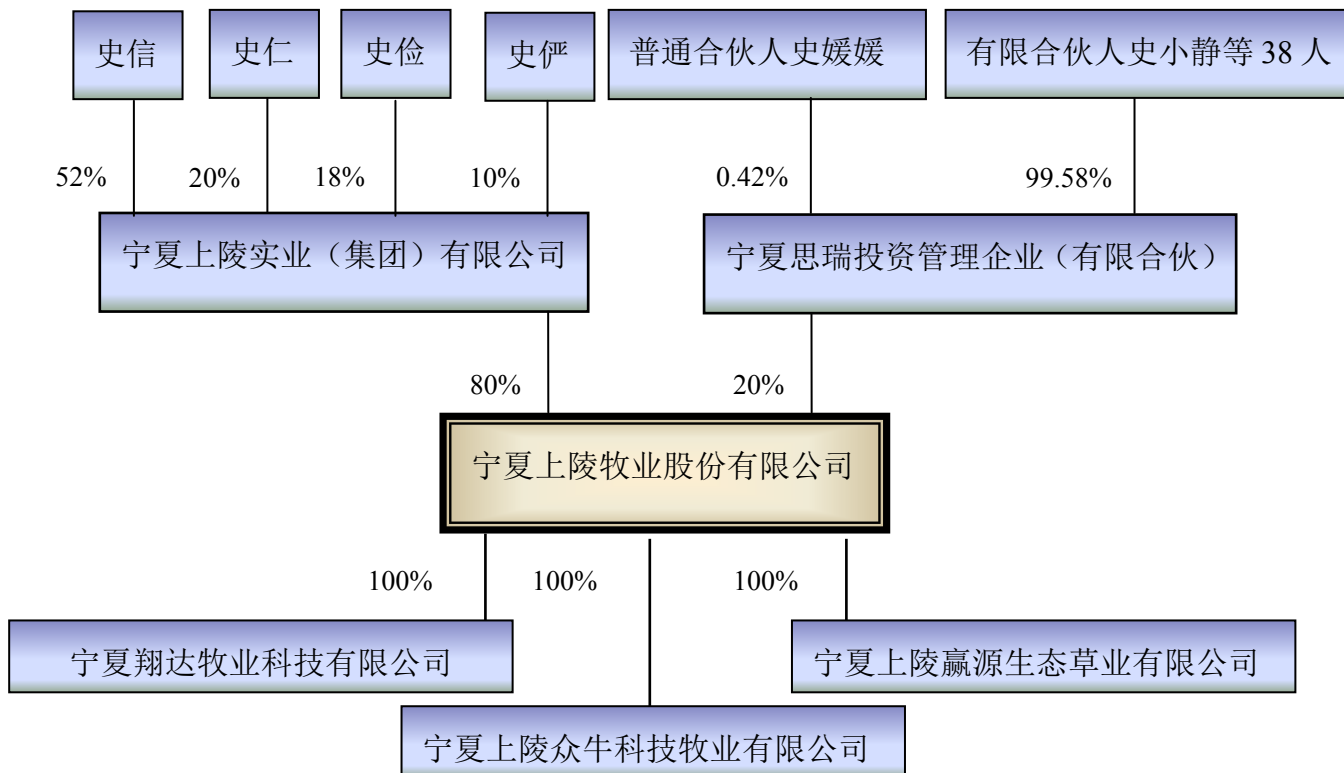 史信
史仁
史俭
史俨
普通合伙人史媛媛
有限合伙人史小静等 38 人
52%
20%
18%
10%
0.42%
99.58%
宁夏上陵实业（集团）有限公司
宁夏思瑞投资管理企业（有限合伙）
80%
20%
宁夏上陵牧业股份有限公司
100%
100%
100%
宁夏翔达牧业科技有限公司
宁夏上陵赢源生态草业有限公司
宁夏上陵众牛科技牧业有限公司